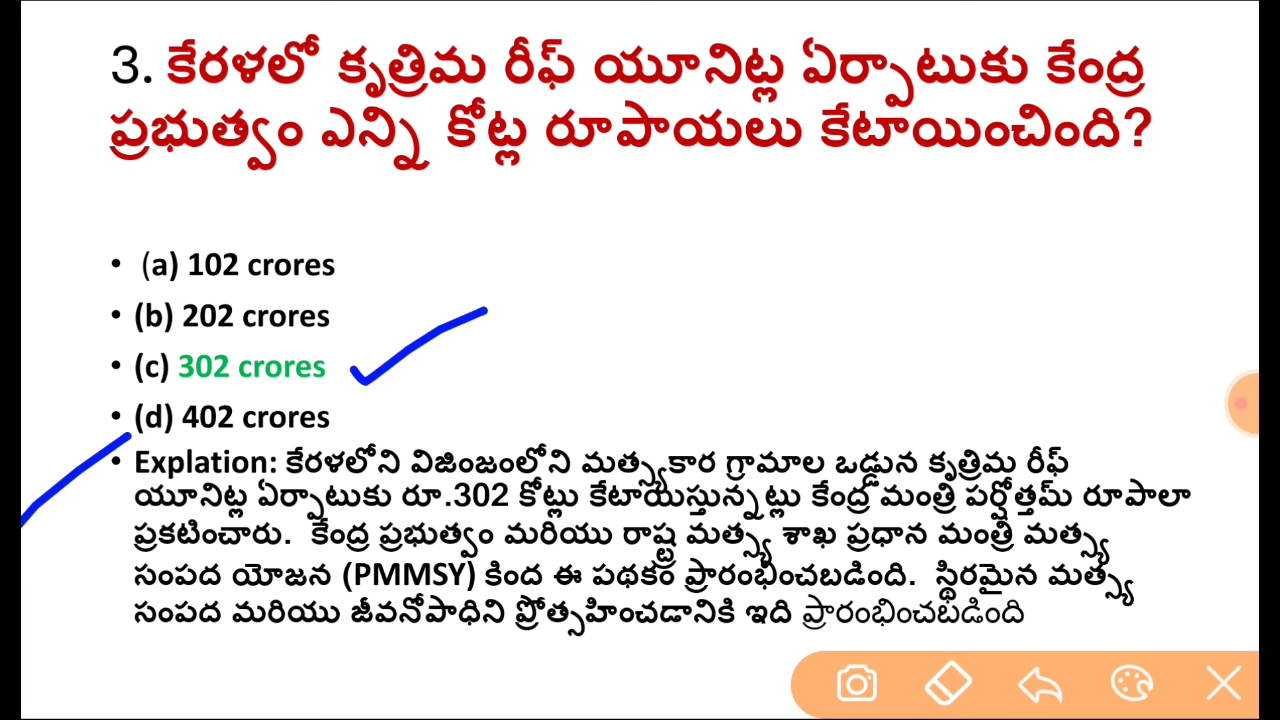 3. కేరళలో కృత్రిమ రీఫ్ యూనిట్ల ఏర్పాటుకు కేంద్ర
ప్రభుత్వం ఎన్ని కోట్ల రూపాయలు కేటాయించింది?
• (a) 102 crores
• (b) 202 crores
• (c) 302 crores
• (d) 402 crores
• Explation: కేరళలోని విజింజంలోని మత్స్యకార గ్రామాల ఒడ్డున కృత్రిమ రీఫ్
యూనిట్ల ఏర్పాటుకు రూ.302 కోట్లు కేటాయిస్తున్నట్లు కేంద్ర మంత్రి పర్షోత్తమ్ రూపాలా
ప్రకటించారు. కేంద్ర ప్రభుత్వం మరియు రాష్ట్ర మత్స్య శాఖ ప్రధాన మంత్రి మత్స్య
సంపద యోజన (PMMSY) కింద ఈ పథకం ప్రారంభించబడింది. స్థిరమైన మత్స్య
సంపద మరియు జీవనోపాధిని ప్రోత్సహించడానికి ఇది ప్రారంభించబడింది